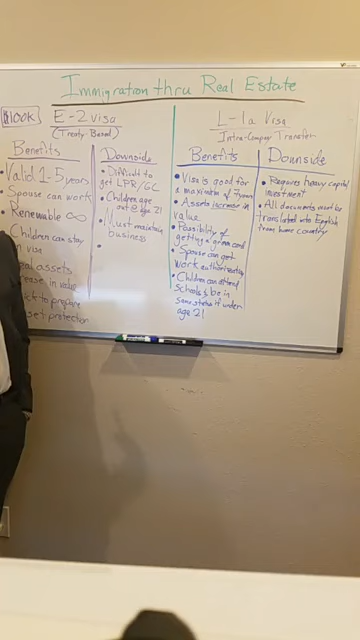 Immigration thru Real Estate
$100K
E-2 visa
(Treaty-Based)
Benefits
Valid 1-5 years
Spouse can work
Renewable ∞
Children can stay
on visa
assets
in value
to prepare
set protection
Downside
Difficult to
get LPR/GC
Children age
out @ age 21
Must maintain
business
L-1a Visa
Intra-Company Transfer
Benefits
Visa is good for
a maximum of 7 years
Assets increase in
value
Possibility of
getting a green card
Spouse can get
work authorization
Children can attend
schools & be in
same status if under
age 21
Downside
Requires heavy capital
investment
All documents must be
translated into English
from home country